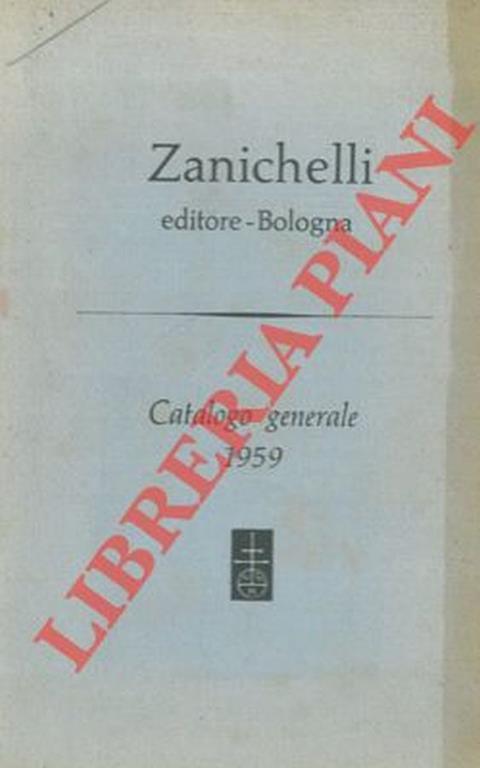 Zanichelli
editore - Bologna
Catalogo generale
1959
LIBRERIA PIANI